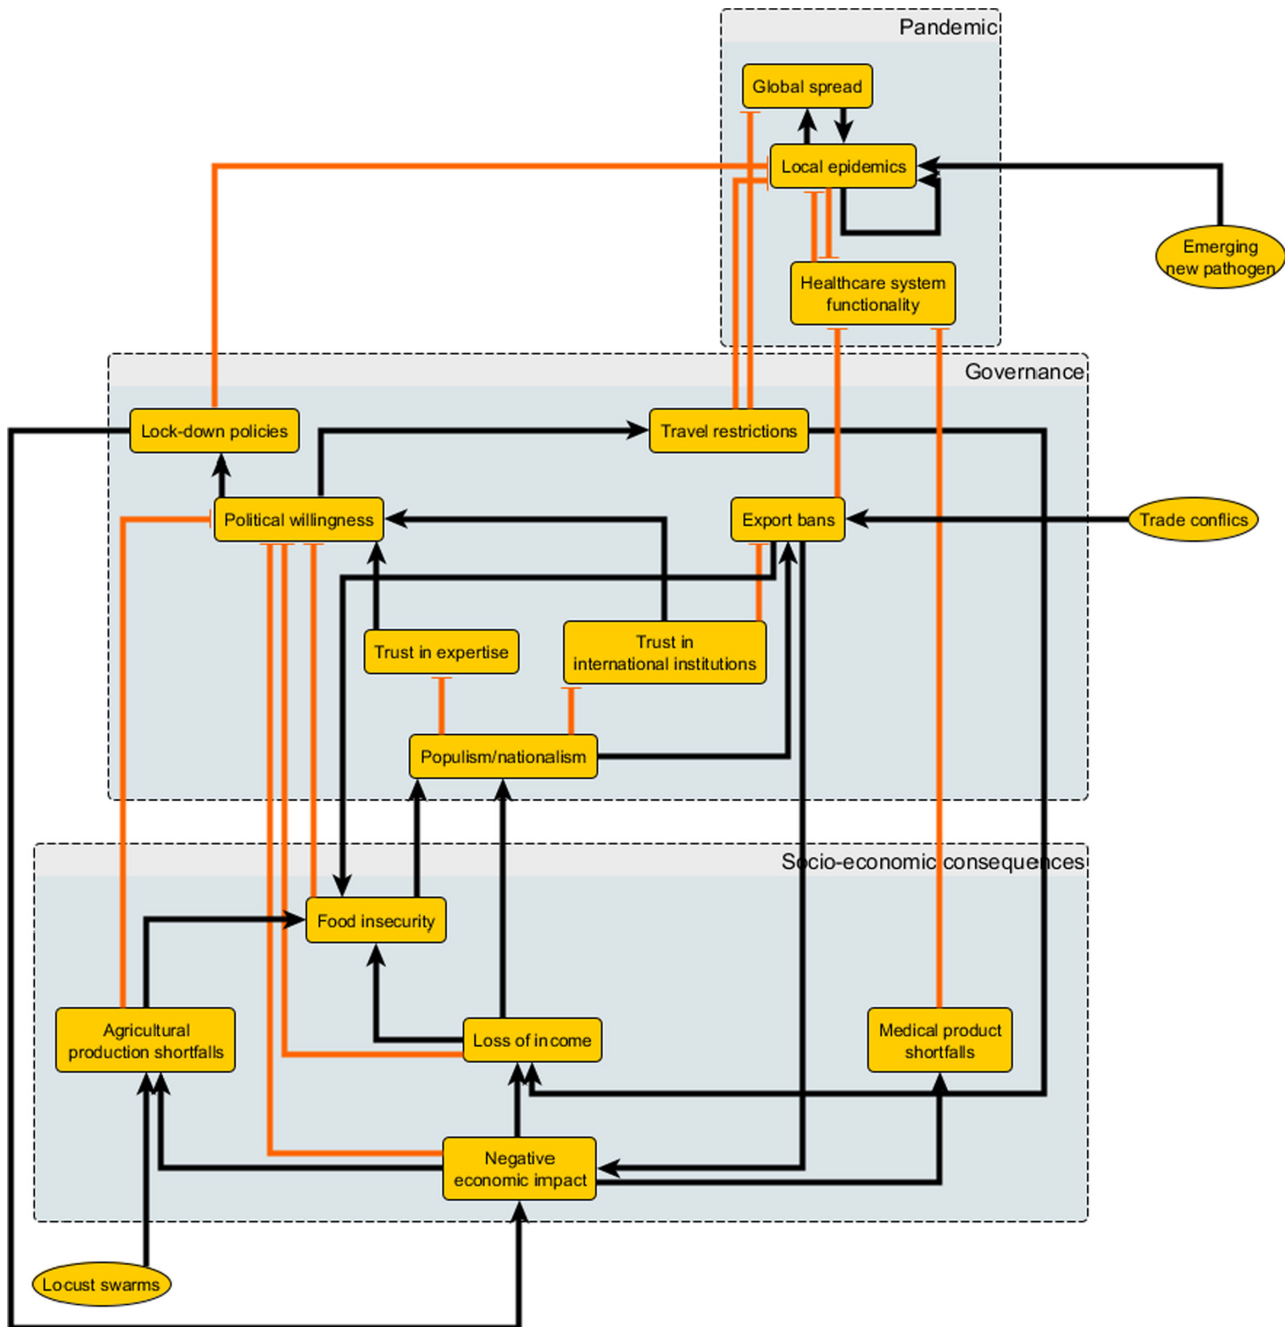 Pandemic
Global spread
Local epidemics
Emerging
new pathogen
Healthcare system
functionality
Governance
Lock-down policies
Travel restrictions
Political willingness
Export bans
Trade conflics
Trust in expertise
Trust in
international institutions
Populism/nationalism
Socio-economic consequences
Food insecurity
Agricultural
production shortfalls
Loss of income
Medical product
shortfalls
Negative
economic impact
Locust swarms